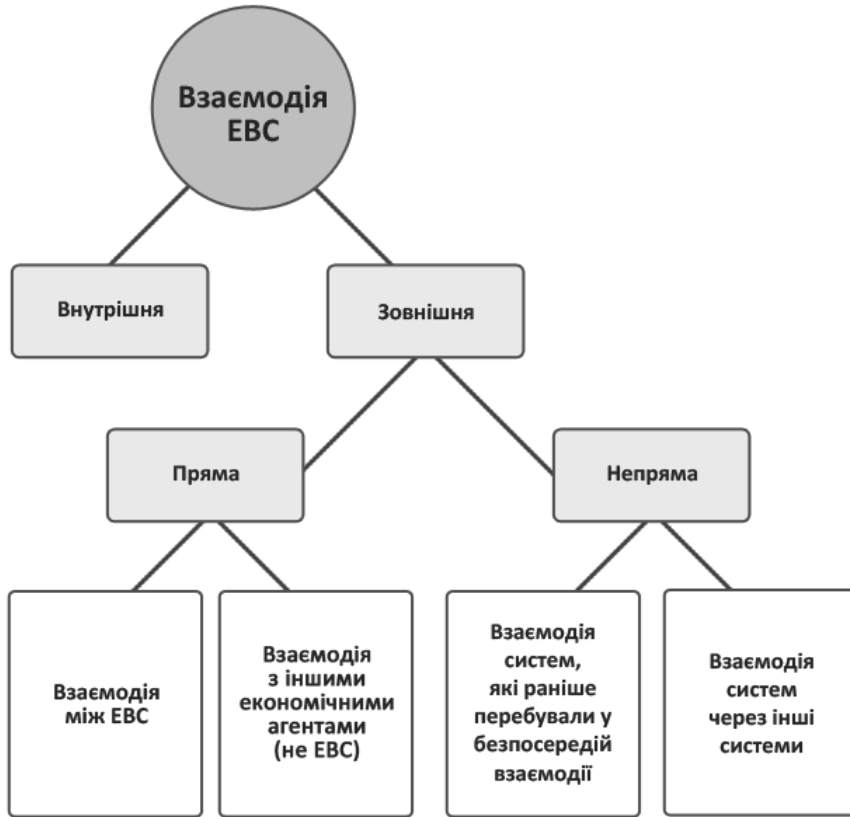 Взаємодія
ЕВС
Внутрішня
Зовнішня
Пряма
Непряма
Взаємодія
між ЕВС
Взаємодія
з іншими
економічними
агентами
(не ЕВС)
Взаємодія
систем,
які раніше
перебували у
безпосередій
взаємодії
Взаємодія
систем
через інші
системи